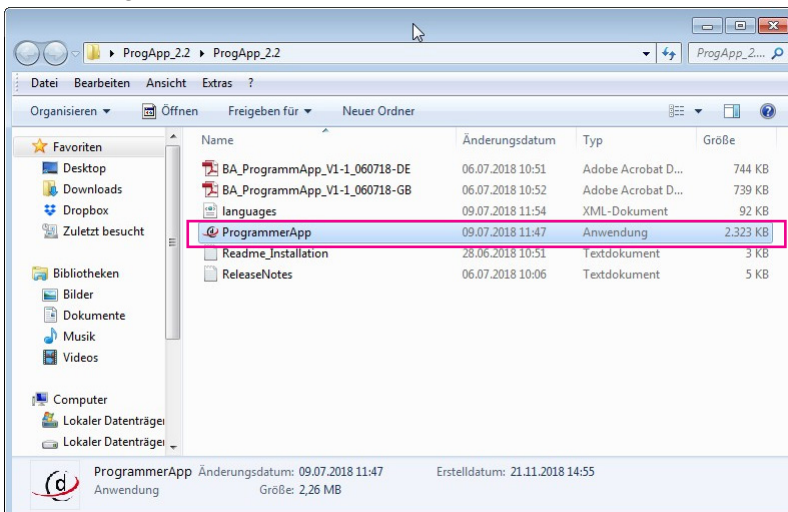 ProgApp_2.2 ▸ ProgApp_2.2 ProgApp_2....
Datei Bearbeiten Ansicht Extras ?
Organisieren Öffnen Freigeben für Neuer Ordner
Name Änderungsdatum Typ Größe
Favoriten
Desktop
Downloads
Dropbox
Zuletzt besucht
Bibliotheken
Bilder
Dokumente
Musik
Videos
Computer
Lokaler Datenträger
Lokaler Datenträger
BA_ProgrammApp_V1-1_060718-DE 06.07.2018 10:51 Adobe Acrobat D... 744 KB
BA_ProgrammApp_V1-1_060718-GB 06.07.2018 10:52 Adobe Acrobat D... 739 KB
languages 09.07.2018 11:54 XML-Dokument 92 KB
ProgrammerApp 09.07.2018 11:47 Anwendung 2.323 KB
Readme_Installation 28.06.2018 10:51 Textdokument 3 KB
ReleaseNotes 06.07.2018 10:06 Textdokument 5 KB
ProgrammerApp Änderungsdatum: 09.07.2018 11:47 Erstelldatum: 21.11.2018 14:55
Anwendung Größe: 2,26 MB